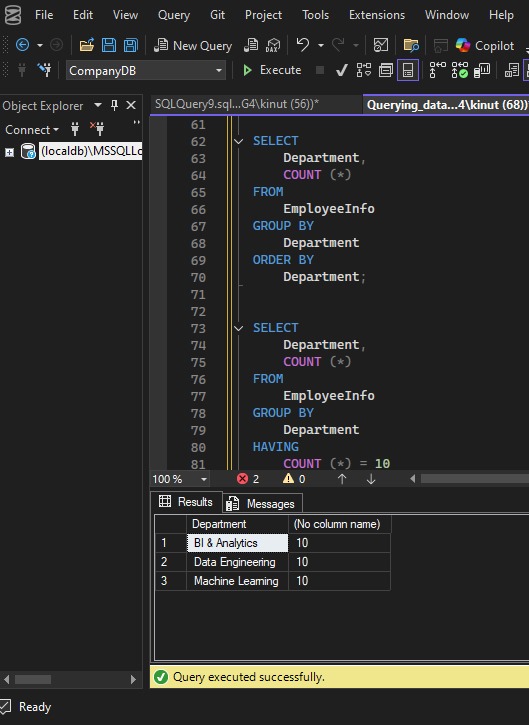 File Edit View Query Git Project Tools Extensions Window Help
New Query DAX Copilot
CompanyDB Execute
Object Explorer
Connect
(localdb)\MSSQLLo
SQLQuery9.sql...G4\kinut (56))* Querying_data...4\kinut (68))*
61
62 SELECT
63 Department,
64 COUNT (*)
65 FROM
66 EmployeeInfo
67 GROUP BY
68 Department
69 ORDER BY
70 Department;
71
72
73 SELECT
74 Department,
75 COUNT (*)
76 FROM
77 EmployeeInfo
78 GROUP BY
79 Department
80 HAVING
81 COUNT (*) = 10
100 % 2 0
Results Messages
Department (No column name)
1 BI & Analytics 10
2 Data Engineering 10
3 Machine Learning 10
Query executed successfully.
Ready